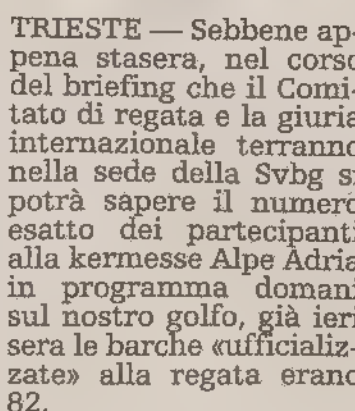 TRIESTE — Sebbene ap-
pena stasera, nel corso
del briefing che il Comi-
tato di regata e la giuria
internazionale terranno
nella sede della Svbg si
potrà sapere il numero
esatto dei partecipanti
alla kermesse Alpe Adria
in programma domani
sul nostro golfo, già ieri
sera le barche «ufficializ-
zate» alla regata erano
82.